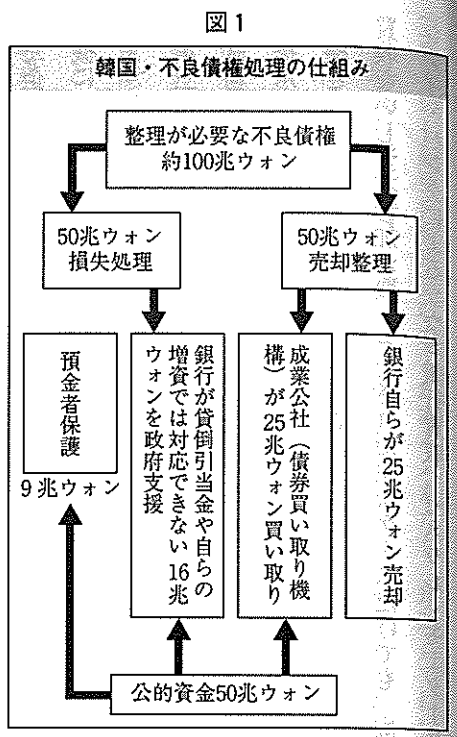 図1
韓国・不良債権処理の仕組み
整理が必要な不良債権
約100兆ウォン
50兆ウォン
損失処理
50兆ウォン
売却整理
預金者保護
9兆ウォン
銀行が貸倒引当金や自らの
増資では対応できない16兆
ウォンを政府支援
成業公社（債券買い取り機
構）が25兆ウォン買い取り
銀行自らが25兆ウォン売却
公的資金50兆ウォン